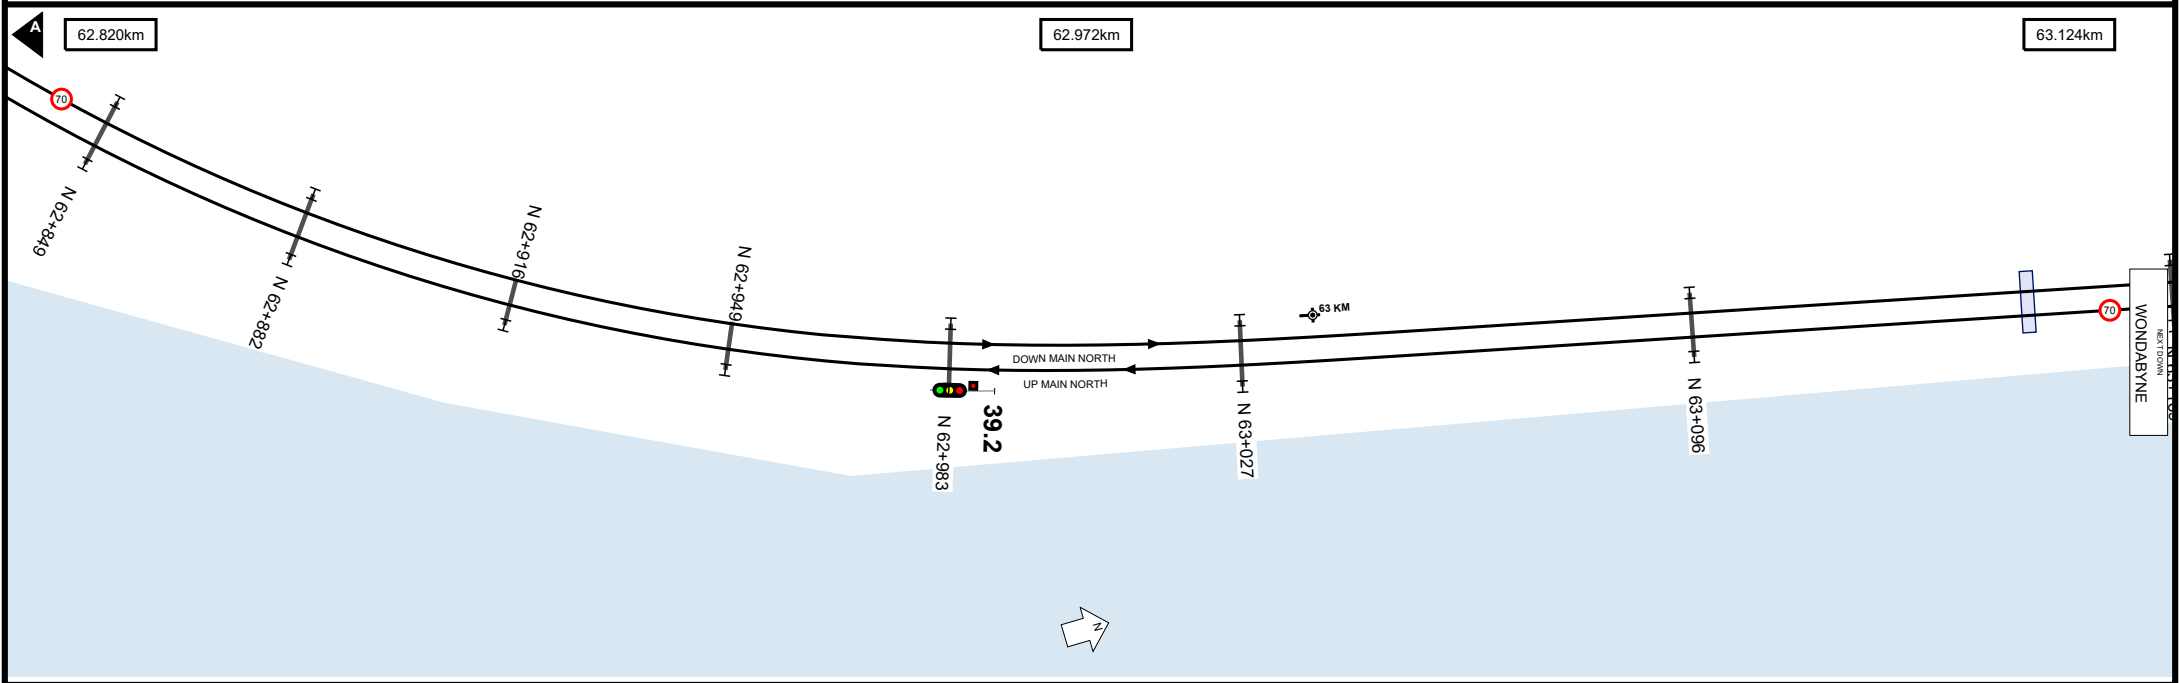 A
62.820km
62.972km
63.124km
70
N 62+849
N 62+882
N 62+916
N 62+949
N 62+983
39.2
DOWN MAIN NORTH
UP MAIN NORTH
N 63+027
63 KM
N 63+096
70
WONDABYNE
NEXT DOWN
N